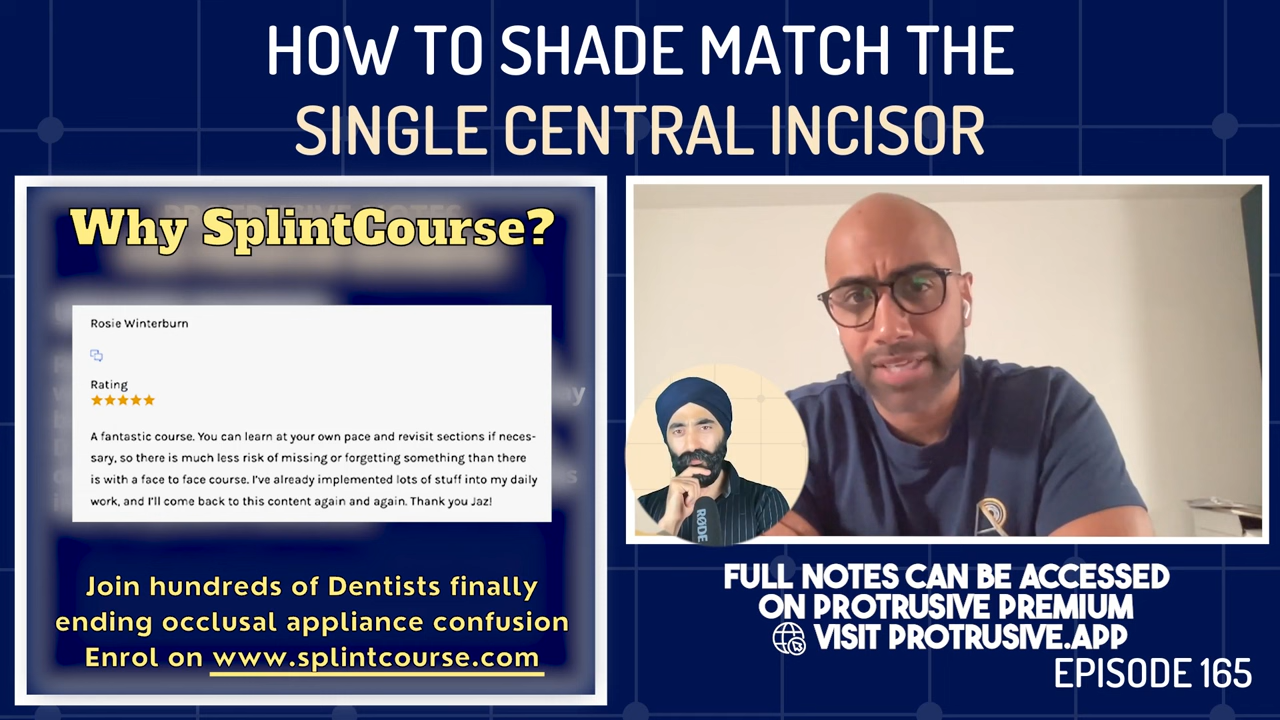 HOW TO SHADE MATCH THE
SINGLE CENTRAL INCISOR
Why SplintCourse?
Rosie Winterburn
Rating
A fantastic course. You can learn at your own pace and revisit sections if neces-
sary, so there is much less risk of missing or forgetting something than there
is with a face to face course. I've already implemented lots of stuff into my daily
work, and I'll come back to this content again and again. Thank you Jaz!
Join hundreds of Dentists finally
ending occlusal appliance confusion
Enrol on www.splintcourse.com
RØDE
FULL NOTES CAN BE ACCESSED
ON PROTRUSIVE PREMIUM
VISIT PROTRUSIVE.APP
EPISODE 165